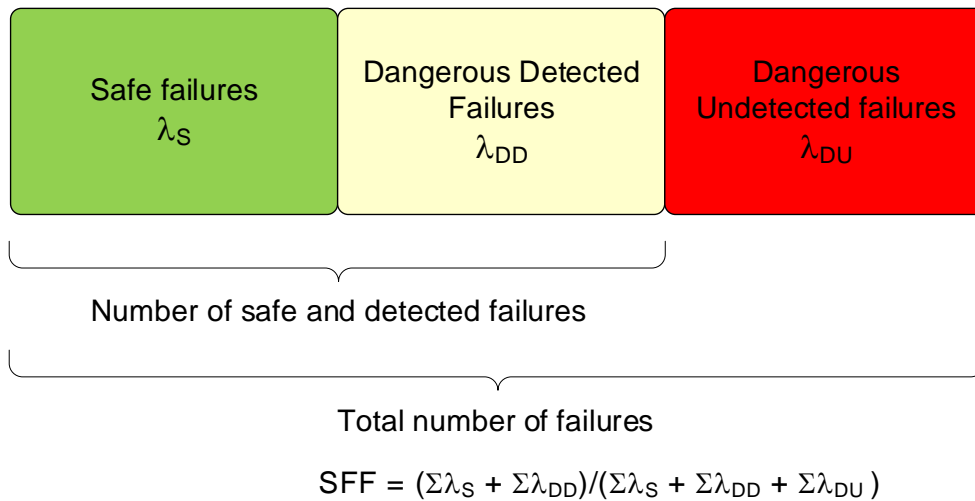 Safe failures
λS
Dangerous Detected
Failures
λDD
Dangerous
Undetected failures
λDU
Number of safe and detected failures
Total number of failures
SFF = (ΣλS + ΣλDD)/(ΣλS + ΣλDD + ΣλDU )